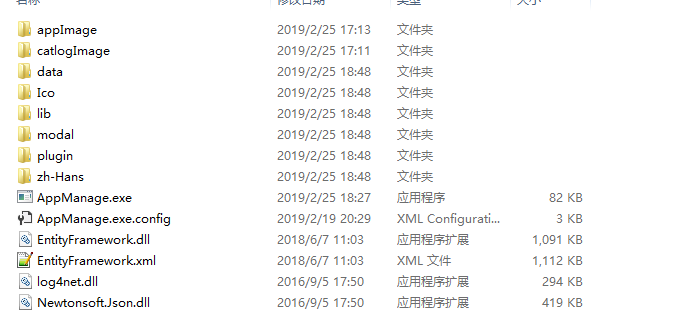 名称 修改日期 类型 大小
appImage 2019/2/25 17:13 文件夹
catlogImage 2019/2/25 17:11 文件夹
data 2019/2/25 18:48 文件夹
Ico 2019/2/25 18:48 文件夹
lib 2019/2/25 18:48 文件夹
modal 2019/2/25 18:48 文件夹
plugin 2019/2/25 18:48 文件夹
zh-Hans 2019/2/25 18:48 文件夹
AppManage.exe 2019/2/25 18:27 应用程序 82 KB
AppManage.exe.config 2019/2/19 20:29 XML Configurati... 3 KB
EntityFramework.dll 2018/6/7 11:03 应用程序扩展 1,091 KB
EntityFramework.xml 2018/6/7 11:03 XML 文件 1,112 KB
log4net.dll 2016/9/5 17:50 应用程序扩展 294 KB
Newtonsoft.Json.dll 2016/9/5 17:50 应用程序扩展 419 KB